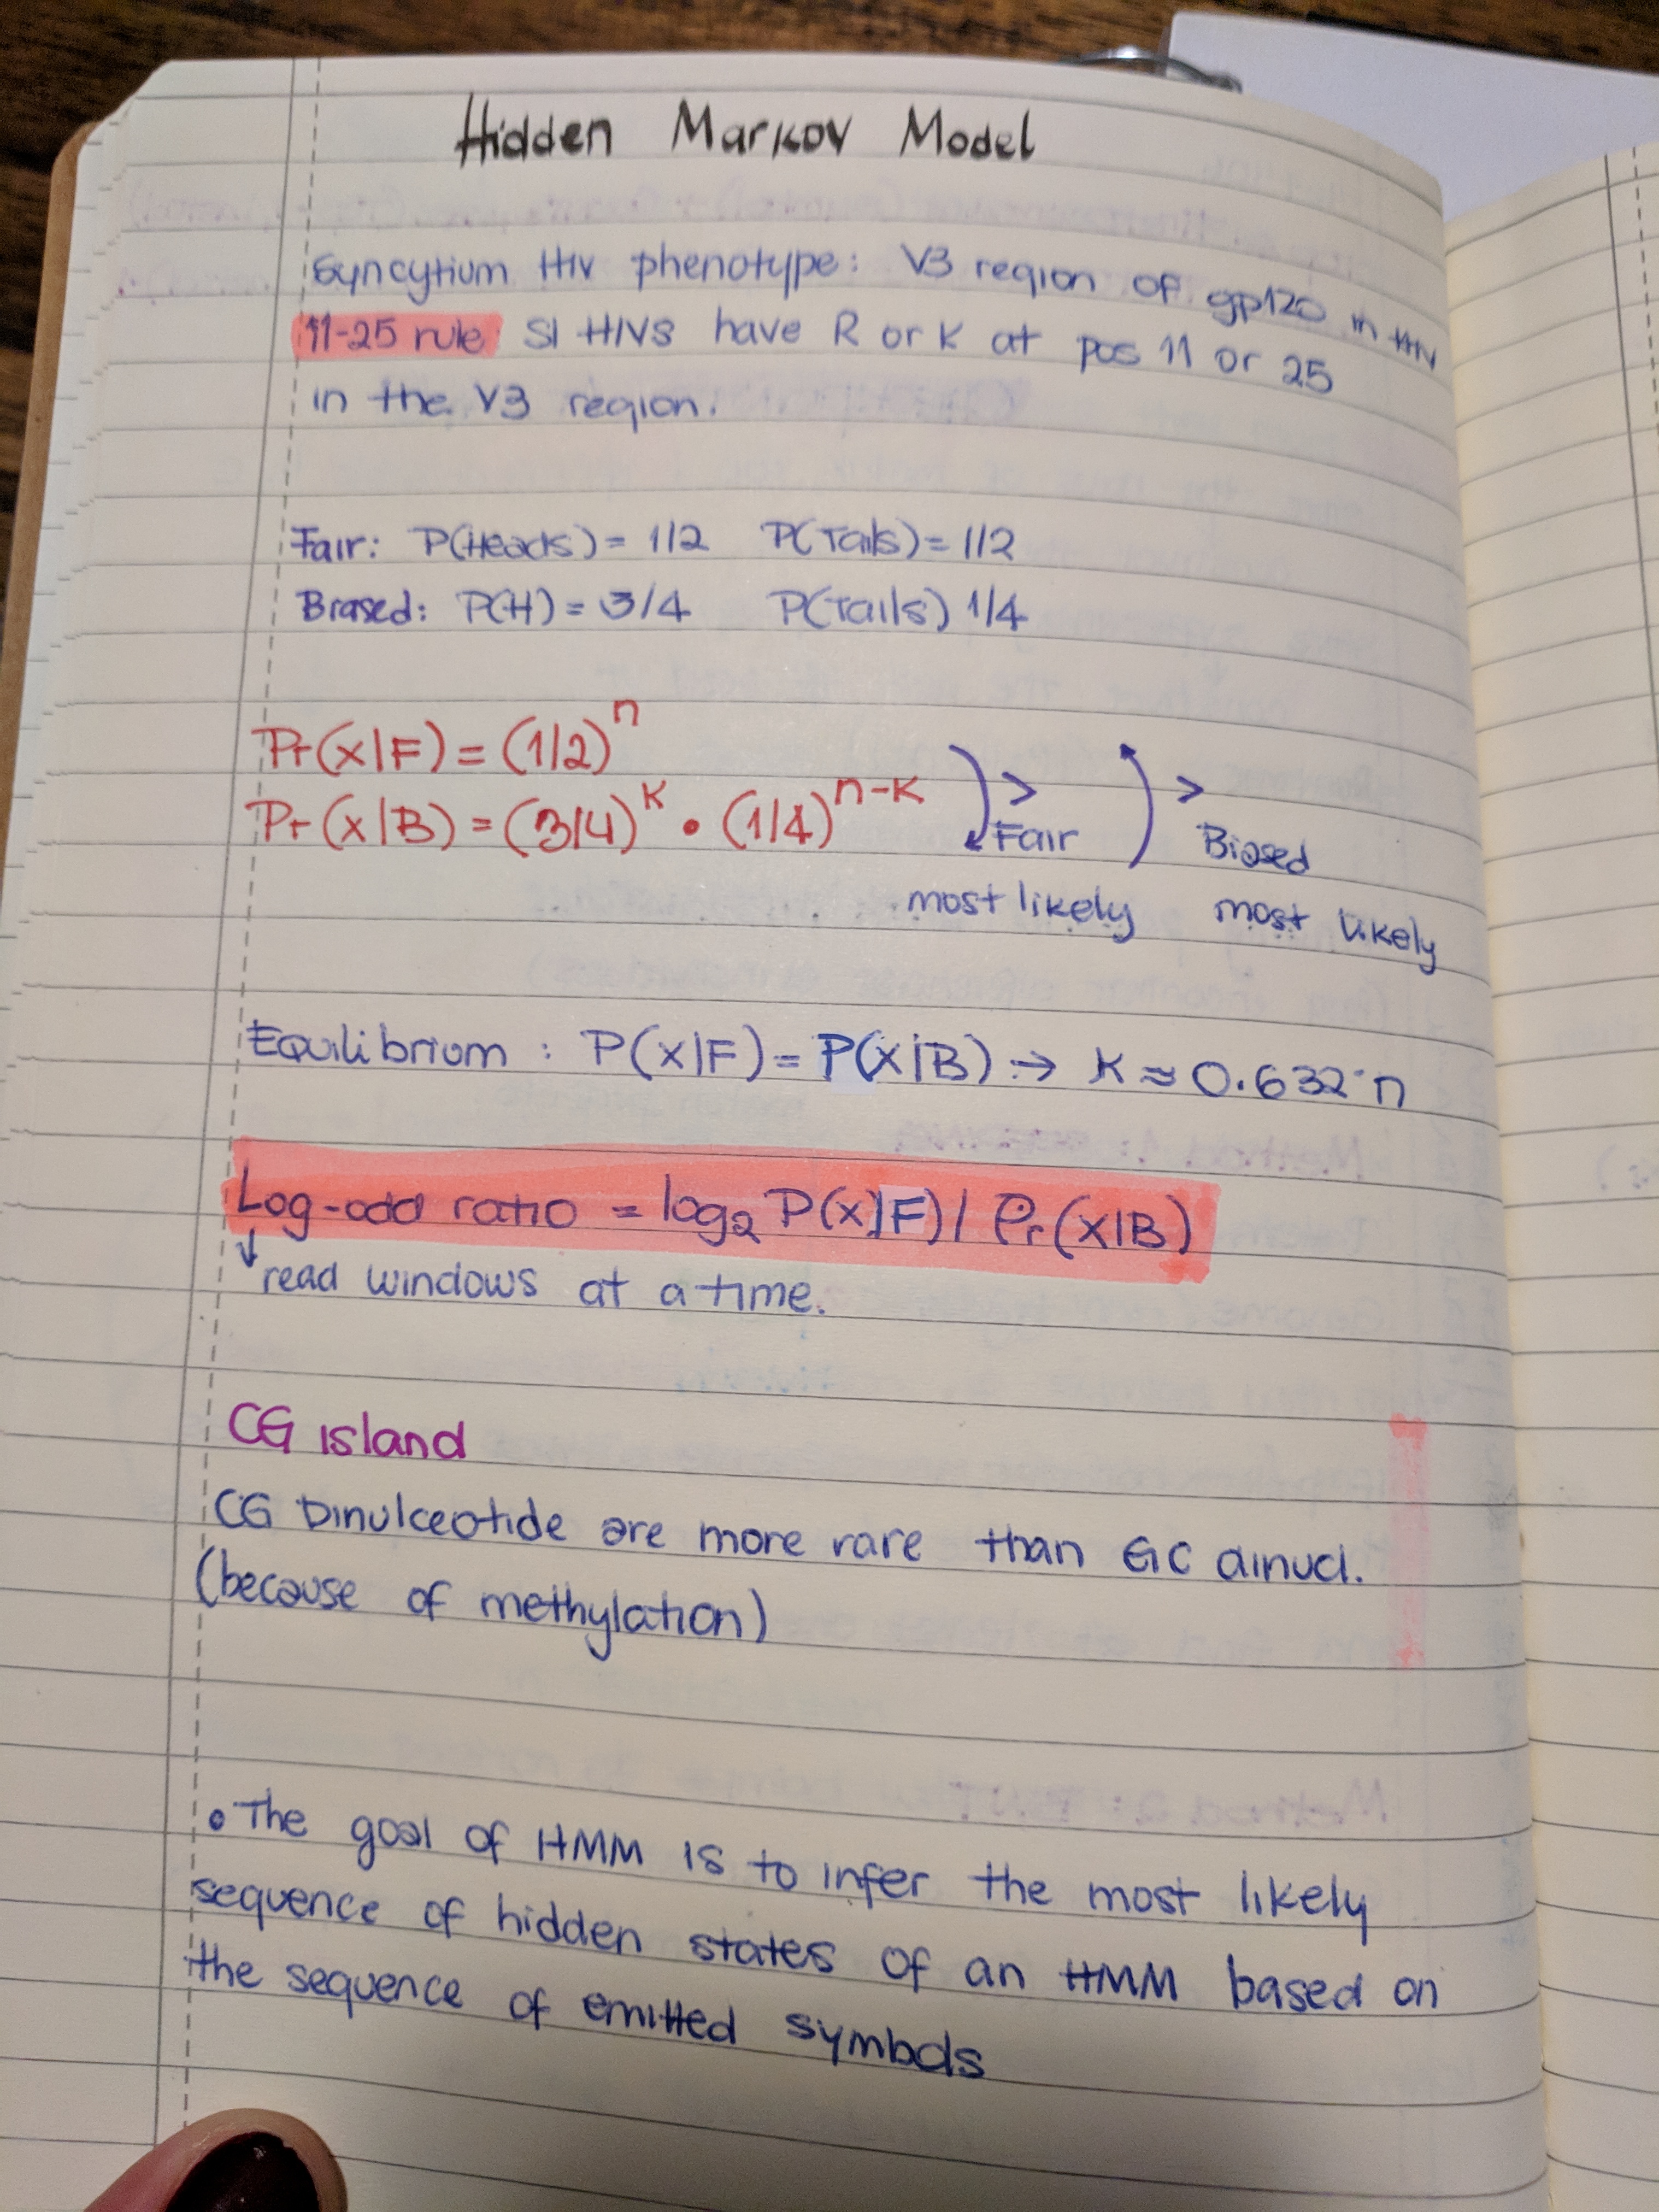 Hidden Markov Model
Syncytium HIV phenotype: V3 region of gp120 in HIV
11-25 rule SI HIVs have R or K at pos 11 or 25
in the V3 region.
Fair: P(Heads) = 1/2 P(Tails) = 1/2
Biased: P(H) = 3/4 P(Tails) 1/4
Pr(x|F) = (1/2)^n
Pr(x|B) = (3/4)^k • (1/4)^n-k
> Fair most likely
> Biased most likely
Equilibrium : P(x|F) = P(x|B) → K ≈ 0.632·n
Log-odd ratio = log₂ P(x|F) / Pr(x|B)
↓ read windows at a time.
CG island
CG Dinulceotide are more rare than GC dinucl.
(because of methylation)
• The goal of HMM is to infer the most likely
sequence of hidden states of an HMM based on
the sequence of emitted symbols